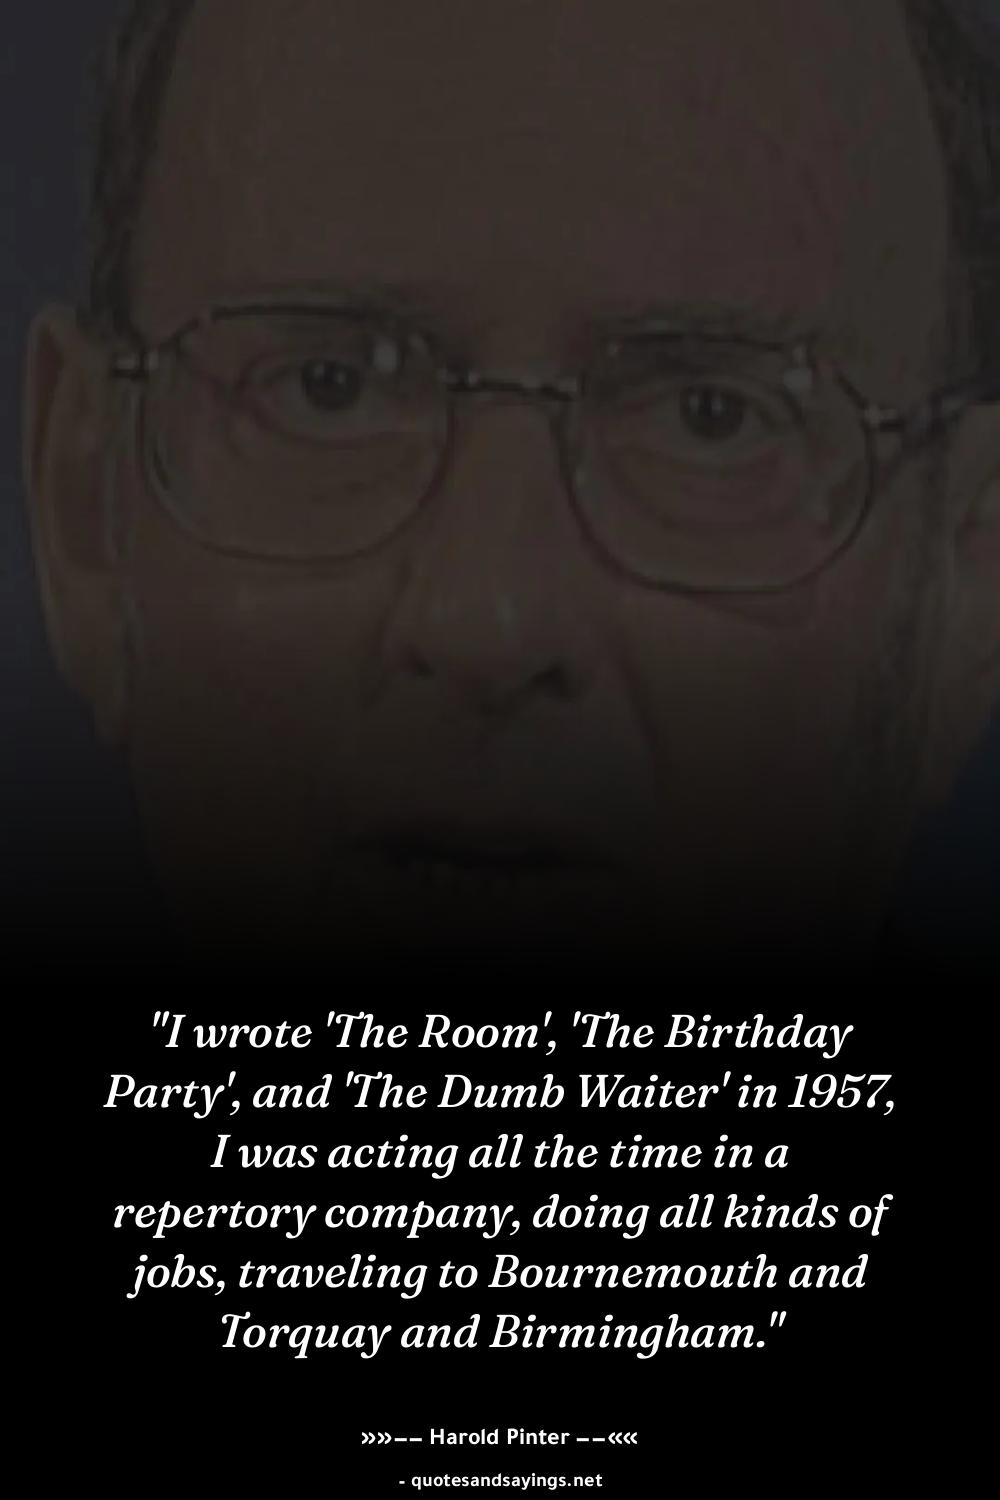 "I wrote 'The Room', 'The Birthday
Party', and 'The Dumb Waiter' in 1957,
I was acting all the time in a
repertory company, doing all kinds of
jobs, traveling to Bournemouth and
Torquay and Birmingham."
»»−− Harold Pinter −−««
- quotesandsayings.net